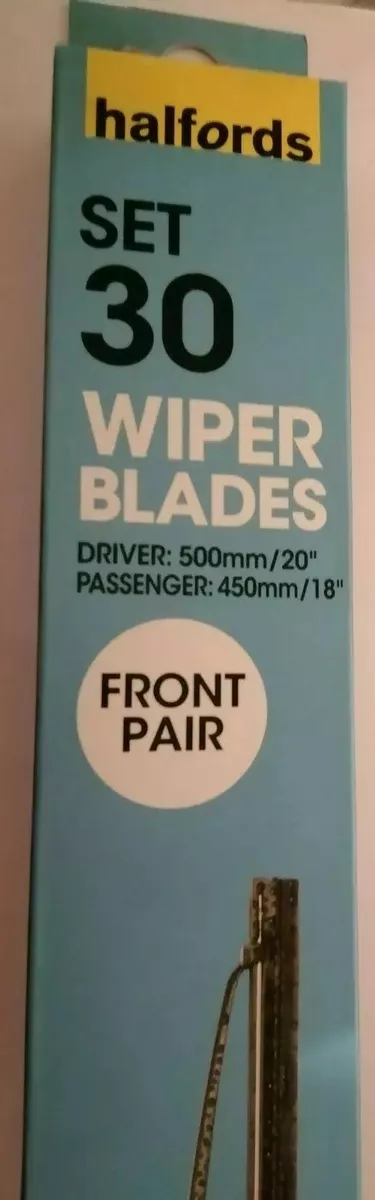 halfords
SET
30
WIPER
BLADES
DRIVER: 500mm/20"
PASSENGER: 450mm/18"
FRONT
PAIR